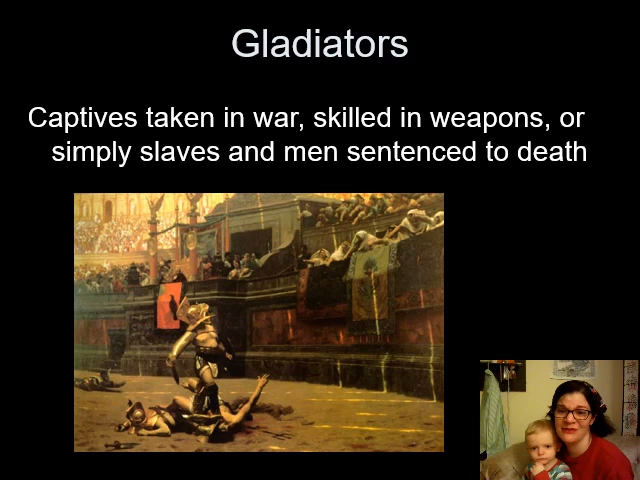 Gladiators
Captives taken in war, skilled in weapons, or
simply slaves and men sentenced to death